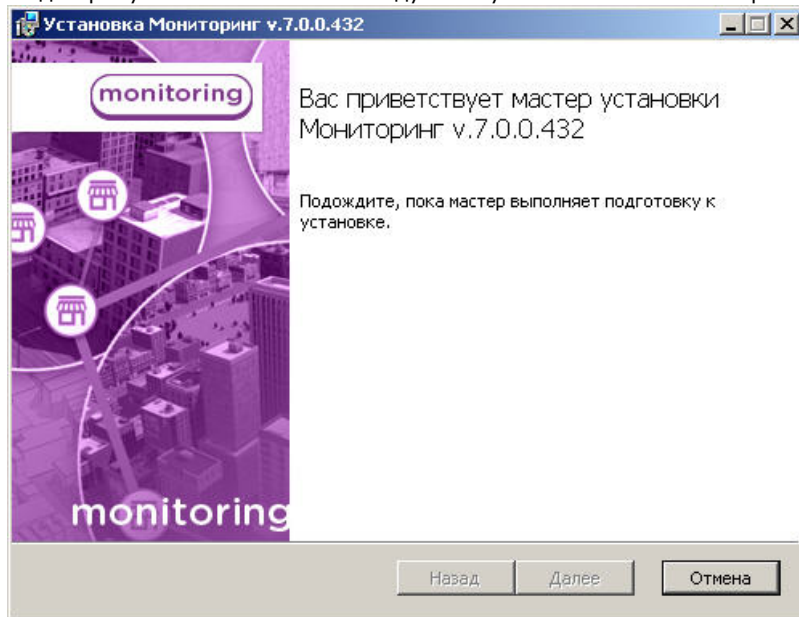 Установка Мониторинг v.7.0.0.432
monitoring
Вас приветствует мастер установки
Мониторинг v.7.0.0.432
Подождите, пока мастер выполняет подготовку к
установке.
monitoring
Назад
Далее
Отмена